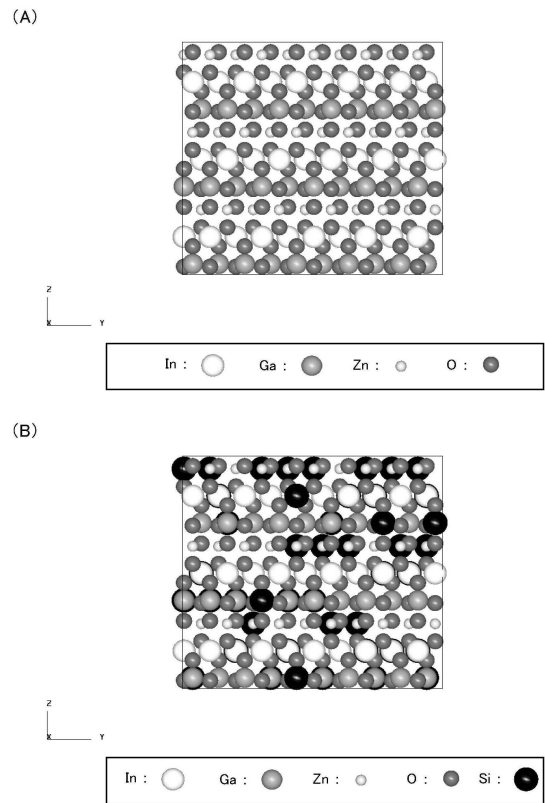 (A)
Z
X Y
In : Ga : Zn : O :
(B)
Z
X Y
In : Ga : Zn : O : Si :